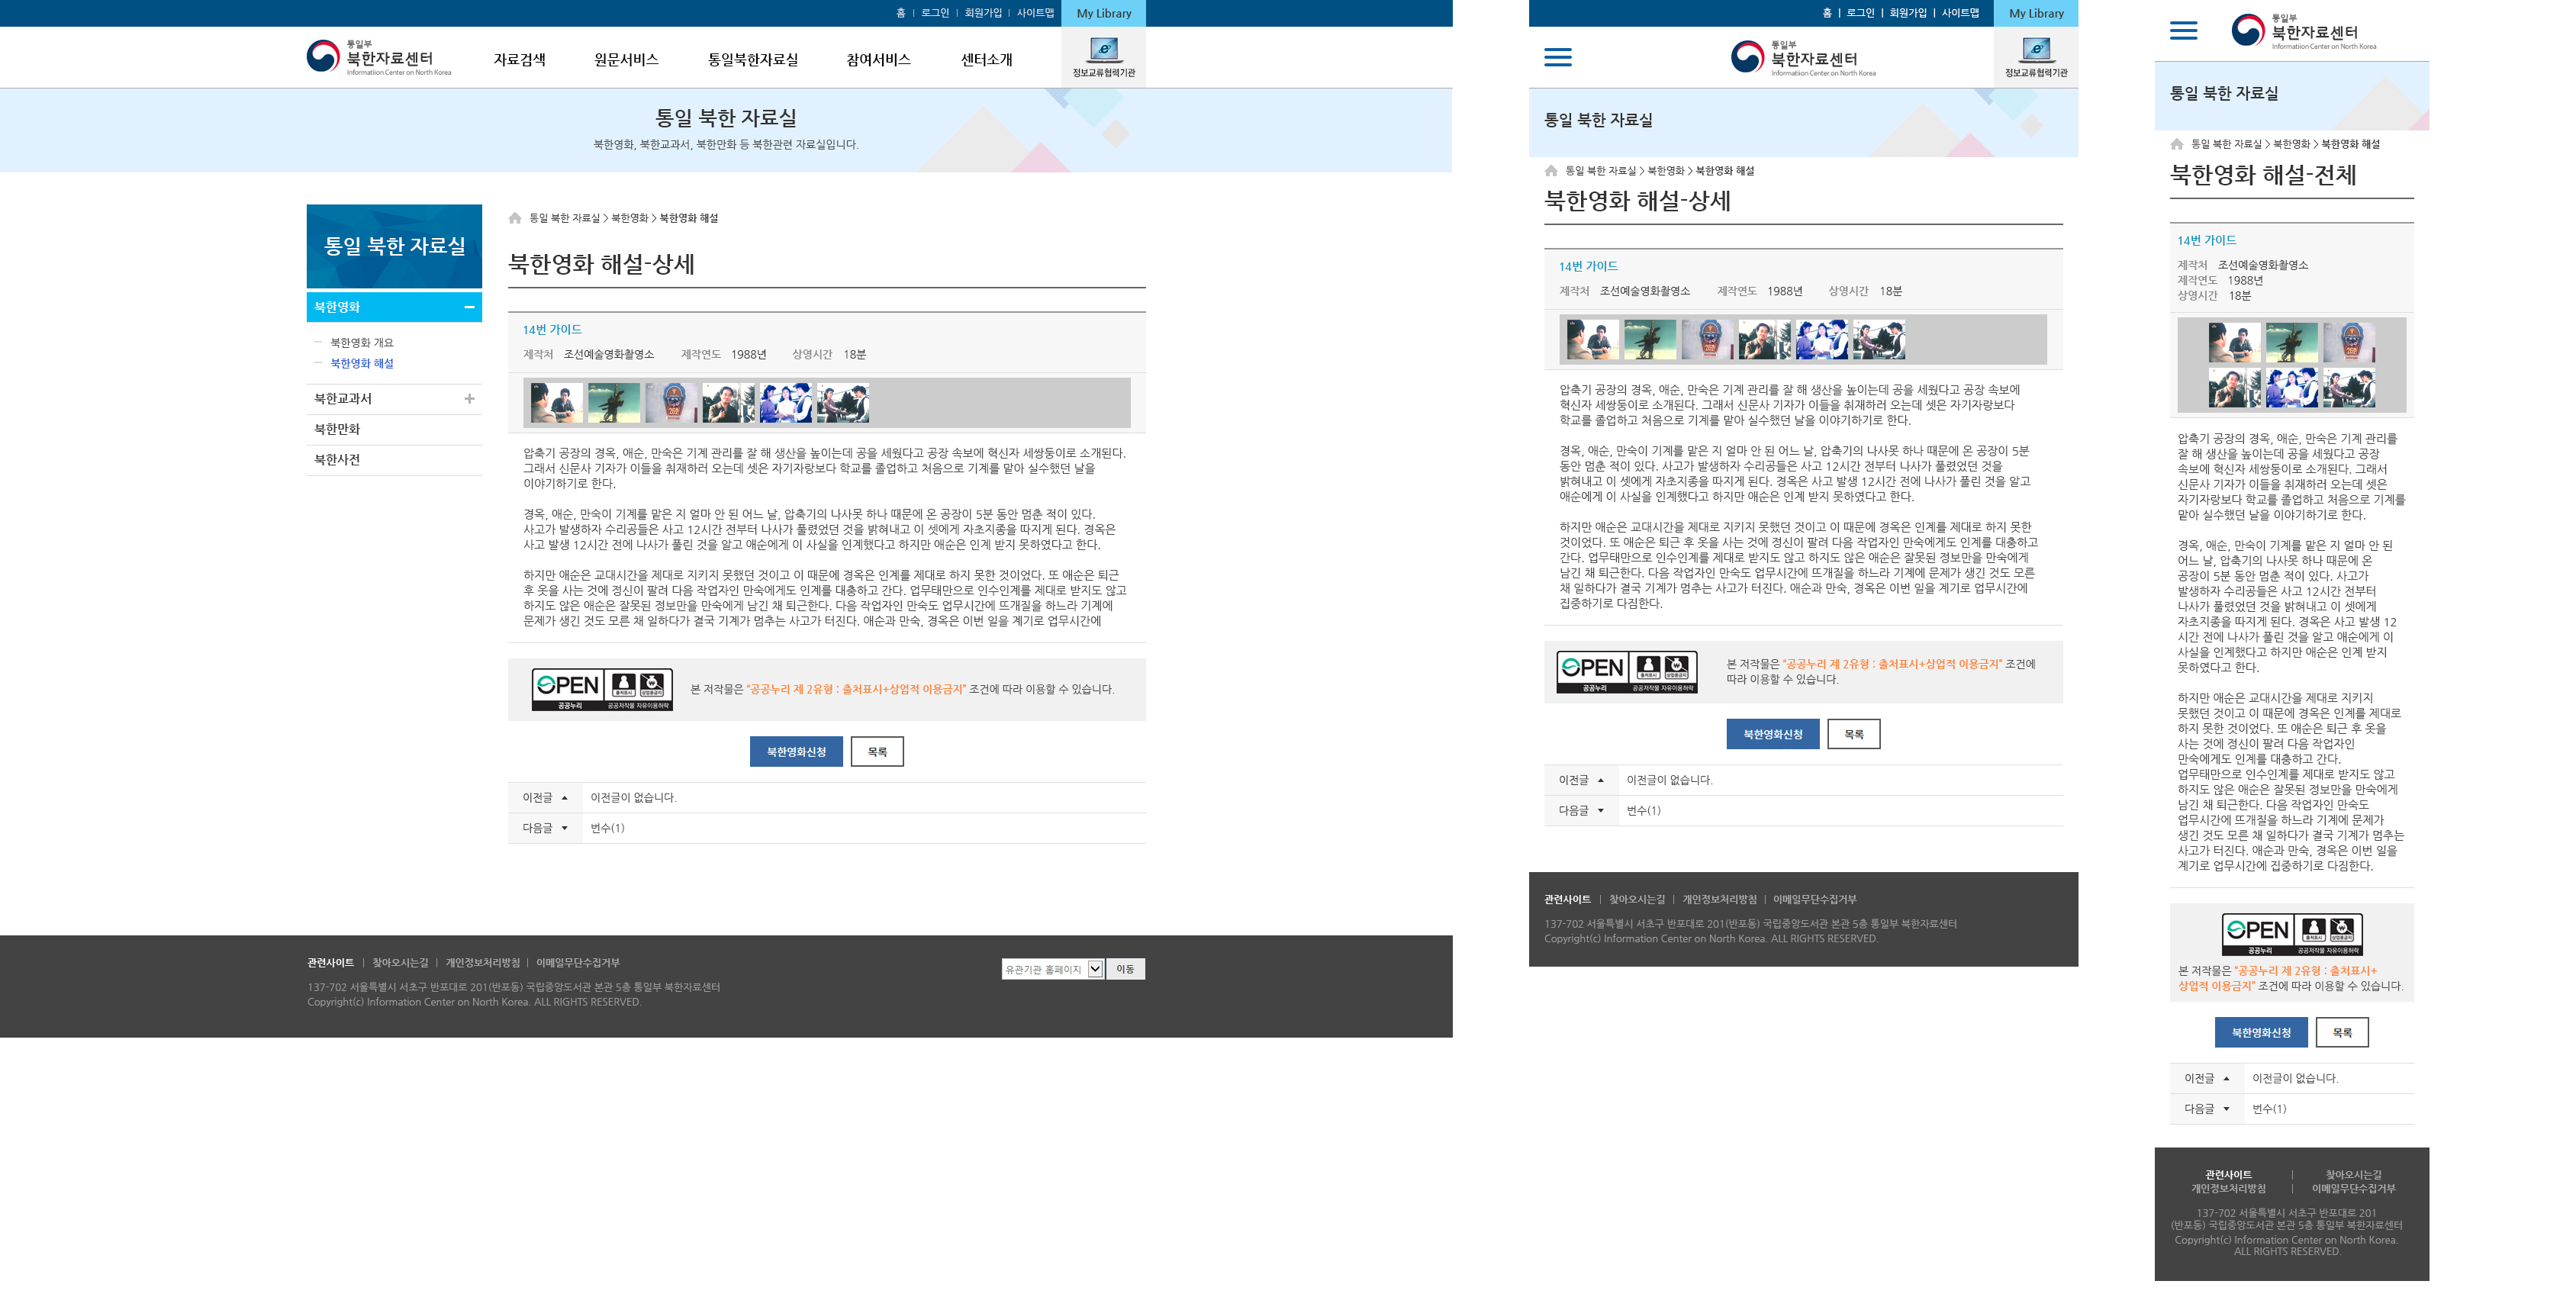 홈 | 로그인 | 회원가입 | 사이트맵 My Library
통일부
북한자료센터
Information Center on North Korea
자료검색 원문서비스 통일북한자료실 참여서비스 센터소개
정보교류협력기관
통일 북한 자료실
북한영화, 북한교과서, 북한만화 등 북한관련 자료실입니다.
통일 북한 자료실
북한영화
북한영화 개요
북한영화 해설
북한교과서
북한만화
북한사전
통일 북한 자료실 > 북한영화 > 북한영화 해설
북한영화 해설-상세
14번 가이드
제작처 조선예술영화촬영소 제작연도 1988년 상영시간 18분
압축기 공장의 경옥, 애순, 만숙은 기계 관리를 잘 해 생산을 높이는데 공을 세웠다고 공장 속보에 혁신자 세쌍둥이로 소개된다.
그래서 신문사 기자가 이들을 취재하러 오는데 셋은 자기자랑보다 학교를 졸업하고 처음으로 기계를 맡아 실수했던 날을
이야기하기로 한다.
경옥, 애순, 만숙이 기계를 맡은 지 얼마 안 된 어느 날, 압축기의 나사못 하나 때문에 온 공장이 5분 동안 멈춘 적이 있다.
사고가 발생하자 수리공들은 사고 12시간 전부터 나사가 풀렸었던 것을 밝혀내고 이 셋에게 자초지종을 따지게 된다. 경옥은
사고 발생 12시간 전에 나사가 풀린 것을 알고 애순에게 이 사실을 인계했다고 하지만 애순은 인계 받지 못하였다고 한다.
하지만 애순은 교대시간을 제대로 지키지 못했던 것이고 이 때문에 경옥은 인계를 제대로 하지 못한 것이었다. 또 애순은 퇴근
후 옷을 사는 것에 정신이 팔려 다음 작업자인 만숙에게도 인계를 대충하고 간다. 업무태만으로 인수인계를 제대로 받지도 않고
하지도 않은 애순은 잘못된 정보만을 만숙에게 남긴 채 퇴근한다. 다음 작업자인 만숙도 업무시간에 뜨개질을 하느라 기계에
문제가 생긴 것도 모른 채 일하다가 결국 기계가 멈추는 사고가 터진다. 애순과 만숙, 경옥은 이번 일을 계기로 업무시간에
OPEN 출처표시 상업용금지
공공누리 공공저작물 자유이용허락
본 저작물은 “공공누리 제 2유형 : 출처표시+상업적 이용금지” 조건에 따라 이용할 수 있습니다.
북한영화신청 목록
이전글 ▲ 이전글이 없습니다.
다음글 ▼ 번수(1)
관련사이트 | 찾아오시는길 | 개인정보처리방침 | 이메일무단수집거부
유관기관 홈페이지 이동
137-702 서울특별시 서초구 반포대로 201(반포동) 국립중앙도서관 본관 5층 통일부 북한자료센터
Copyright(c) Information Center on North Korea. ALL RIGHTS RESERVED.
홈 | 로그인 | 회원가입 | 사이트맵 My Library
통일부
북한자료센터
Information Center on North Korea
정보교류협력기관
통일 북한 자료실
통일 북한 자료실 > 북한영화 > 북한영화 해설
북한영화 해설-상세
14번 가이드
제작처 조선예술영화촬영소 제작연도 1988년 상영시간 18분
압축기 공장의 경옥, 애순, 만숙은 기계 관리를 잘 해 생산을 높이는데 공을 세웠다고 공장 속보에
혁신자 세쌍둥이로 소개된다. 그래서 신문사 기자가 이들을 취재하러 오는데 셋은 자기자랑보다
학교를 졸업하고 처음으로 기계를 맡아 실수했던 날을 이야기하기로 한다.
경옥, 애순, 만숙이 기계를 맡은 지 얼마 안 된 어느 날, 압축기의 나사못 하나 때문에 온 공장이 5분
동안 멈춘 적이 있다. 사고가 발생하자 수리공들은 사고 12시간 전부터 나사가 풀렸었던 것을
밝혀내고 이 셋에게 자초지종을 따지게 된다. 경옥은 사고 발생 12시간 전에 나사가 풀린 것을 알고
애순에게 이 사실을 인계했다고 하지만 애순은 인계 받지 못하였다고 한다.
하지만 애순은 교대시간을 제대로 지키지 못했던 것이고 이 때문에 경옥은 인계를 제대로 하지 못한
것이었다. 또 애순은 퇴근 후 옷을 사는 것에 정신이 팔려 다음 작업자인 만숙에게도 인계를 대충하고
간다. 업무태만으로 인수인계를 제대로 받지도 않고 하지도 않은 애순은 잘못된 정보만을 만숙에게
남긴 채 퇴근한다. 다음 작업자인 만숙도 업무시간에 뜨개질을 하느라 기계에 문제가 생긴 것도 모른
채 일하다가 결국 기계가 멈추는 사고가 터진다. 애순과 만숙, 경옥은 이번 일을 계기로 업무시간에
집중하기로 다짐한다.
OPEN 출처표시 상업용금지
공공누리 공공저작물 자유이용허락
본 저작물은 “공공누리 제 2유형 : 출처표시+상업적 이용금지” 조건에
따라 이용할 수 있습니다.
북한영화신청 목록
이전글 ▲ 이전글이 없습니다.
다음글 ▼ 번수(1)
관련사이트 | 찾아오시는길 | 개인정보처리방침 | 이메일무단수집거부
137-702 서울특별시 서초구 반포대로 201(반포동) 국립중앙도서관 본관 5층 통일부 북한자료센터
Copyright(c) Information Center on North Korea. ALL RIGHTS RESERVED.
통일부
북한자료센터
Information Center on North Korea
통일 북한 자료실
통일 북한 자료실 > 북한영화 > 북한영화 해설
북한영화 해설-전체
14번 가이드
제작처 조선예술영화촬영소
제작연도 1988년
상영시간 18분
압축기 공장의 경옥, 애순, 만숙은 기계 관리를
잘 해 생산을 높이는데 공을 세웠다고 공장
속보에 혁신자 세쌍둥이로 소개된다. 그래서
신문사 기자가 이들을 취재하러 오는데 셋은
자기자랑보다 학교를 졸업하고 처음으로 기계를
맡아 실수했던 날을 이야기하기로 한다.
경옥, 애순, 만숙이 기계를 맡은 지 얼마 안 된
어느 날, 압축기의 나사못 하나 때문에 온
공장이 5분 동안 멈춘 적이 있다. 사고가
발생하자 수리공들은 사고 12시간 전부터
나사가 풀렸었던 것을 밝혀내고 이 셋에게
자초지종을 따지게 된다. 경옥은 사고 발생 12
시간 전에 나사가 풀린 것을 알고 애순에게 이
사실을 인계했다고 하지만 애순은 인계 받지
못하였다고 한다.
하지만 애순은 교대시간을 제대로 지키지
못했던 것이고 이 때문에 경옥은 인계를 제대로
하지 못한 것이었다. 또 애순은 퇴근 후 옷을
사는 것에 정신이 팔려 다음 작업자인
만숙에게도 인계를 대충하고 간다.
업무태만으로 인수인계를 제대로 받지도 않고
하지도 않은 애순은 잘못된 정보만을 만숙에게
남긴 채 퇴근한다. 다음 작업자인 만숙도
업무시간에 뜨개질을 하느라 기계에 문제가
생긴 것도 모른 채 일하다가 결국 기계가 멈추는
사고가 터진다. 애순과 만숙, 경옥은 이번 일을
계기로 업무시간에 집중하기로 다짐한다.
OPEN 출처표시 상업용금지
공공누리 공공저작물 자유이용허락
본 저작물은 “공공누리 제 2유형 : 출처표시+
상업적 이용금지” 조건에 따라 이용할 수 있습니다.
북한영화신청 목록
이전글 ▲ 이전글이 없습니다.
다음글 ▼ 번수(1)
관련사이트 | 찾아오시는길
개인정보처리방침 | 이메일무단수집거부
137-702 서울특별시 서초구 반포대로 201
(반포동) 국립중앙도서관 본관 5층 통일부 북한자료센터
Copyright(c) Information Center on North Korea.
ALL RIGHTS RESERVED.